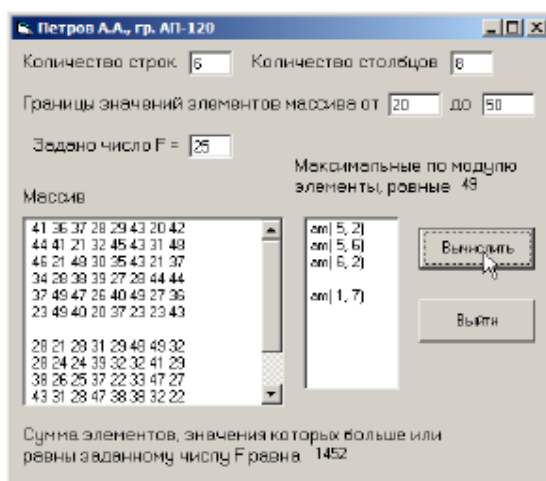 Петров А.А., гр. АП-120
Количество строк 6 Количество столбцов 8
Границы значений элементов массива от 20 до 50
Задано число F = 25
Максимальные по модулю
элементы, равные 49
Массив
41 36 37 28 29 43 20 42
44 41 21 32 45 43 31 48
46 21 48 30 35 43 21 37
34 28 38 39 27 28 44 44
37 49 47 26 40 49 27 36
23 49 40 20 37 23 23 43
28 21 28 31 29 48 49 32
28 24 24 39 32 32 41 29
38 26 25 37 22 33 47 27
43 31 28 47 38 38 32 22
am( 5, 2)
am( 5, 6)
am( 6, 2)
am( 1, 7)
Вычислить
Выйти
Сумма элементов, значения которых больше или
равны заданному числу F равна 1452